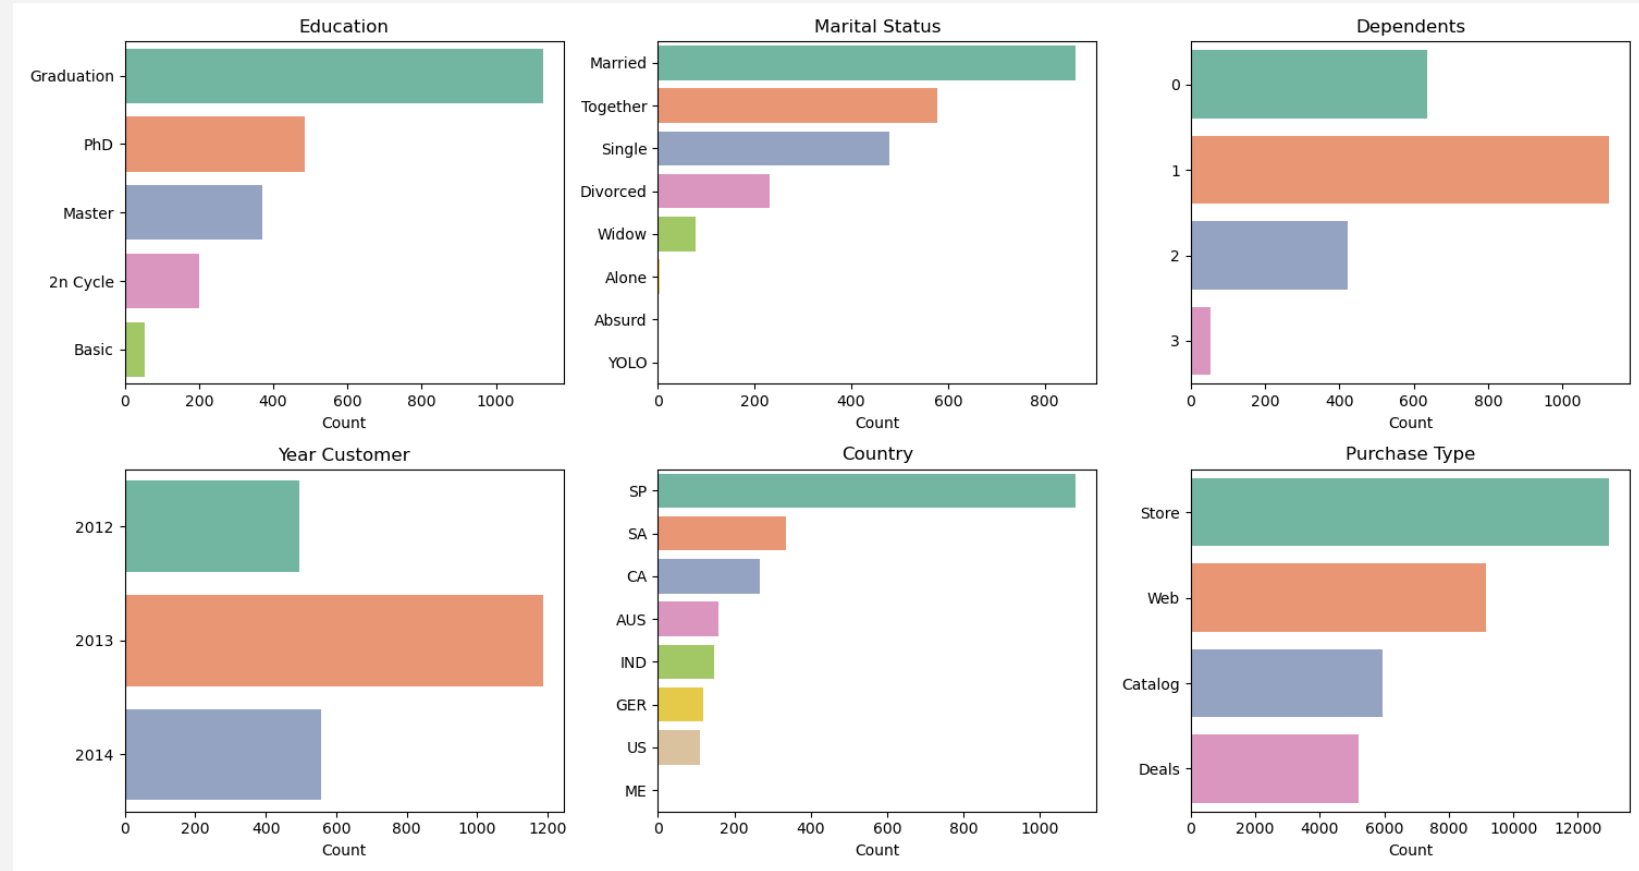 Education
Graduation
PhD
Master
2n Cycle
Basic
0 200 400 600 800 1000
Count
Marital Status
Married
Together
Single
Divorced
Widow
Alone
Absurd
YOLO
0 200 400 600 800
Count
Dependents
0
1
2
3
0 200 400 600 800 1000
Count
Year Customer
2012
2013
2014
0 200 400 600 800 1000 1200
Count
Country
SP
SA
CA
AUS
IND
GER
US
ME
0 200 400 600 800 1000
Count
Purchase Type
Store
Web
Catalog
Deals
0 2000 4000 6000 8000 10000 12000
Count